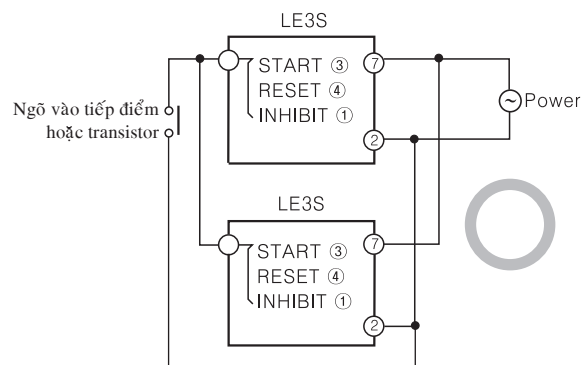 LE3S
START ③ ⑦
RESET ④
INHIBIT ①
②
Ngõ vào tiếp điểm
hoặc transistor
~ Power
LE3S
START ③ ⑦
RESET ④
INHIBIT ①
②